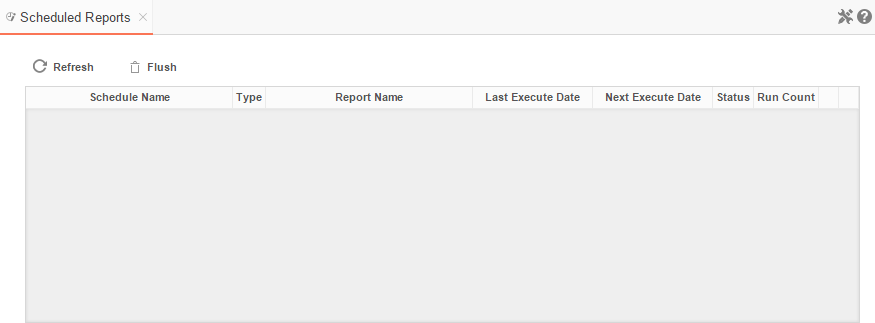 Scheduled Reports
Refresh Flush
Schedule Name Type Report Name Last Execute Date Next Execute Date Status Run Count